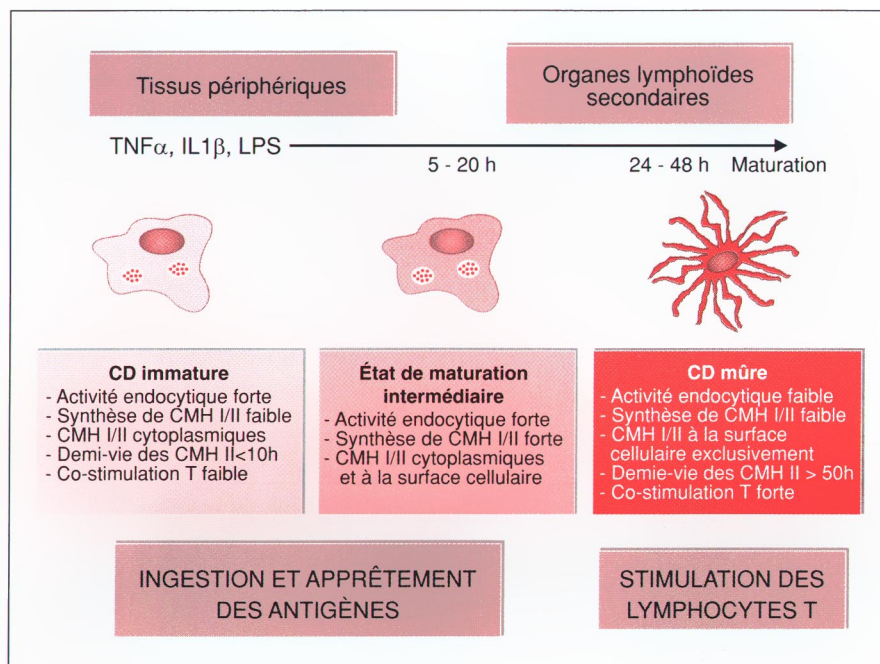 Tissus périphériques
Organes lymphoïdes
secondaires
TNFα, IL1β, LPS
5 - 20 h
24 - 48 h
Maturation
CD immature
- Activité endocytique forte
- Synthèse de CMH I/II faible
- CMH I/II cytoplasmiques
- Demi-vie des CMH II<10h
- Co-stimulation T faible
État de maturation
intermédiaire
- Activité endocytique forte
- Synthèse de CMH I/II forte
- CMH I/II cytoplasmiques
et à la surface cellulaire
CD mûre
- Activité endocytique faible
- Synthèse de CMH I/II faible
- CMH I/II à la surface
cellulaire exclusivement
- Demie-vie des CMH II > 50h
- Co-stimulation T forte
INGESTION ET APPRÊTEMENT
DES ANTIGÈNES
STIMULATION DES
LYMPHOCYTES T